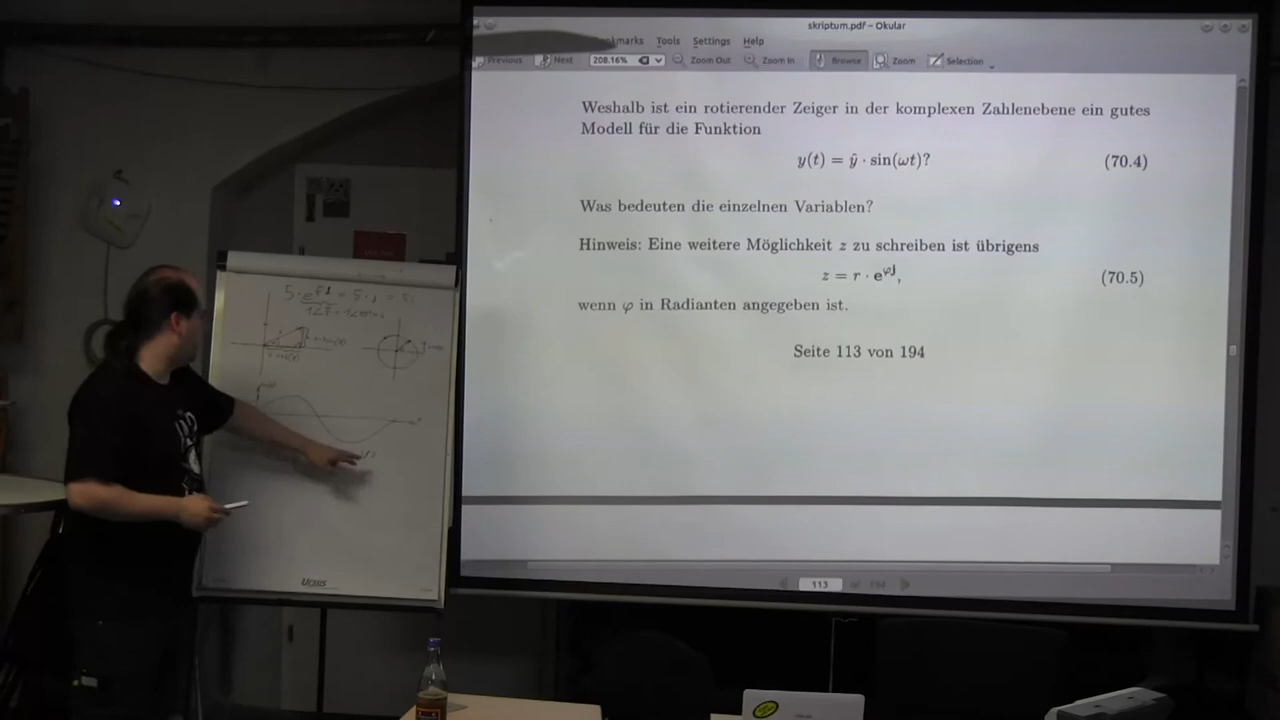 skriptum.pdf – Okular
Tools Settings Help
Previous Next 208.16% Zoom Out Zoom In Browse Zoom Selection
Weshalb ist ein rotierender Zeiger in der komplexen Zahlenebene ein gutes
Modell für die Funktion
y(t) = ŷ · sin(ωt)? (70.4)
Was bedeuten die einzelnen Variablen?
Hinweis: Eine weitere Möglichkeit z zu schreiben ist übrigens
z = r · e^φj, (70.5)
wenn φ in Radianten angegeben ist.
Seite 113 von 194
113 of 194